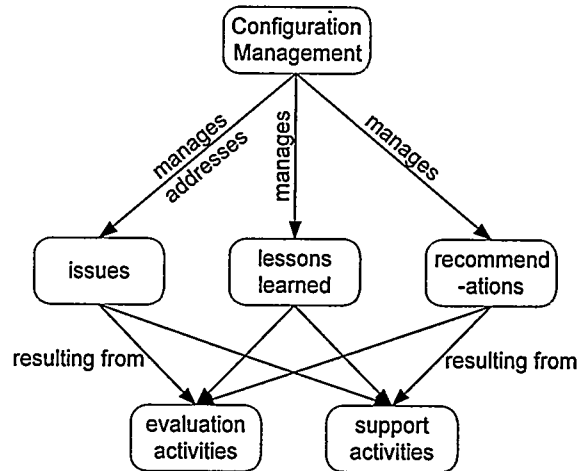 Configuration
Management
manages
addresses
manages
manages
issues
lessons
learned
recommend
-ations
resulting from
resulting from
evaluation
activities
support
activities